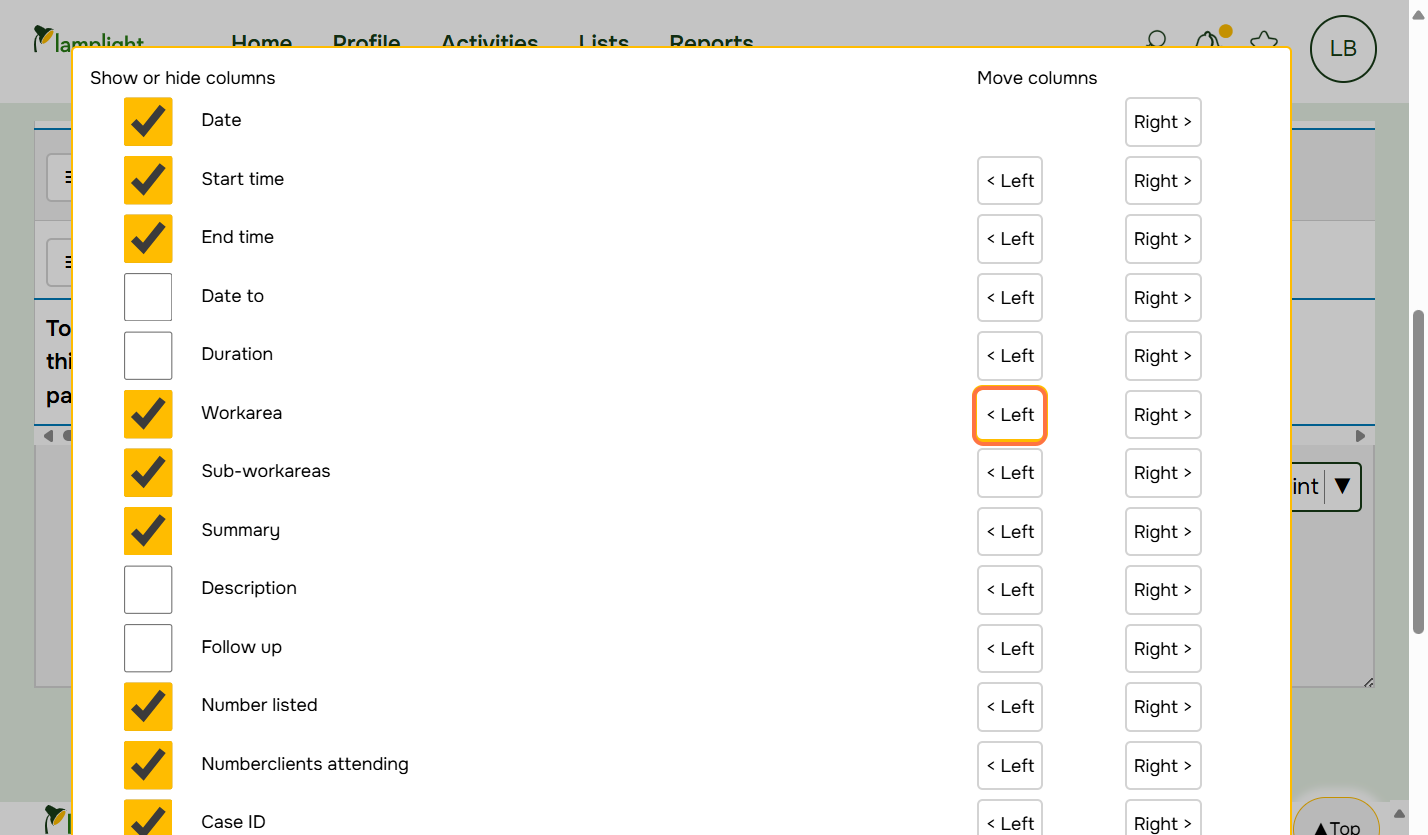 lamplight Home Profile Activities Lists Reports LB
Show or hide columns Move columns
Date Right >
Start time < Left Right >
End time < Left Right >
Date to < Left Right >
Duration < Left Right >
To
thi
Workarea < Left Right >
pa
Sub-workareas < Left Right >
int ▼
Summary < Left Right >
Description < Left Right >
Follow up < Left Right >
Number listed < Left Right >
Numberclients attending < Left Right >
Case ID < Left Right >
▲Top